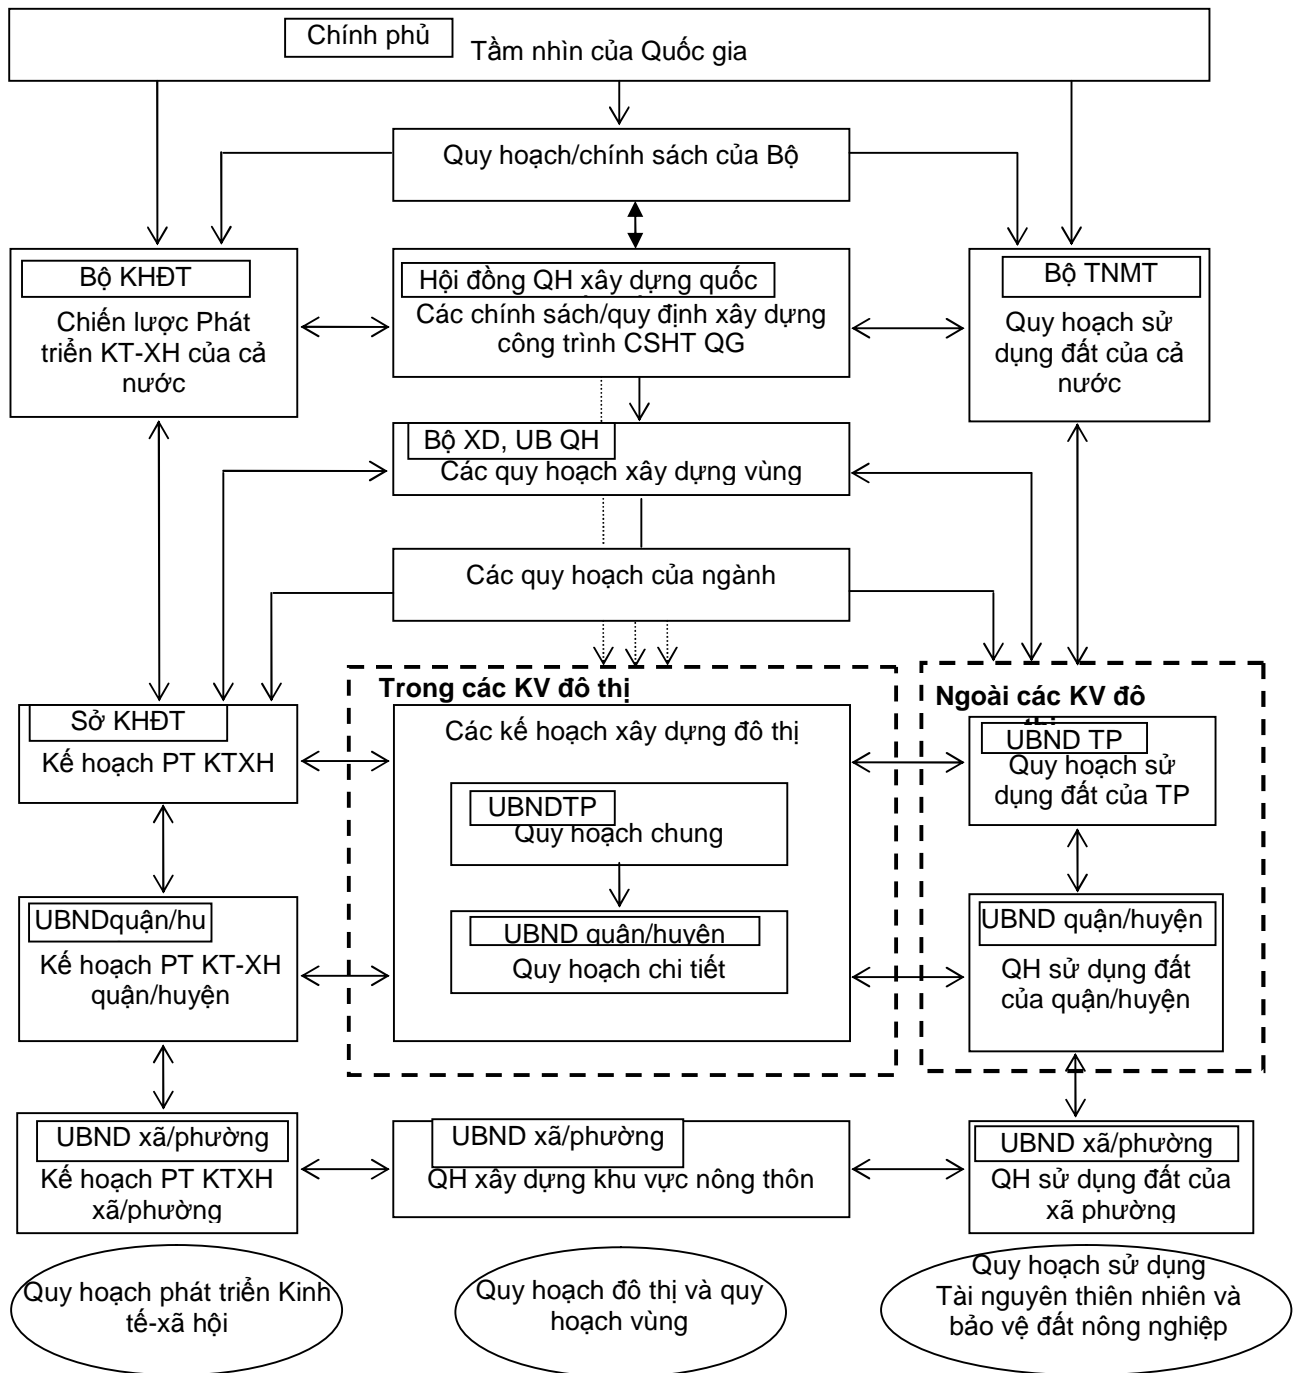 Chính phủ
Tầm nhìn của Quốc gia
Quy hoạch/chính sách của Bộ
Bộ KHĐT
Chiến lược Phát
triển KT-XH của cả
nước
Hội đồng QH xây dựng quốc
Các chính sách/quy định xây dựng
công trình CSHT QG
Bộ TNMT
Quy hoạch sử
dụng đất của cả
nước
Bộ XD, UB QH
Các quy hoạch xây dựng vùng
Các quy hoạch của ngành
Trong các KV đô thị
Ngoài các KV đô
Sở KHĐT
Kế hoạch PT KTXH
Các kế hoạch xây dựng đô thị
UBND TP
Quy hoạch sử
dụng đất của TP
UBNDTP
Quy hoạch chung
UBNDquận/hu
Kế hoạch PT KT-XH
quận/huyện
UBND quận/huyện
Quy hoạch chi tiết
UBND quận/huyện
QH sử dụng đất
của quận/huyện
UBND xã/phường
Kế hoạch PT KTXH
xã/phường
UBND xã/phường
QH xây dựng khu vực nông thôn
UBND xã/phường
QH sử dụng đất của
xã phường
Quy hoạch phát triển Kinh
tế-xã hội
Quy hoạch đô thị và quy
hoạch vùng
Quy hoạch sử dụng
Tài nguyên thiên nhiên và
bảo vệ đất nông nghiệp